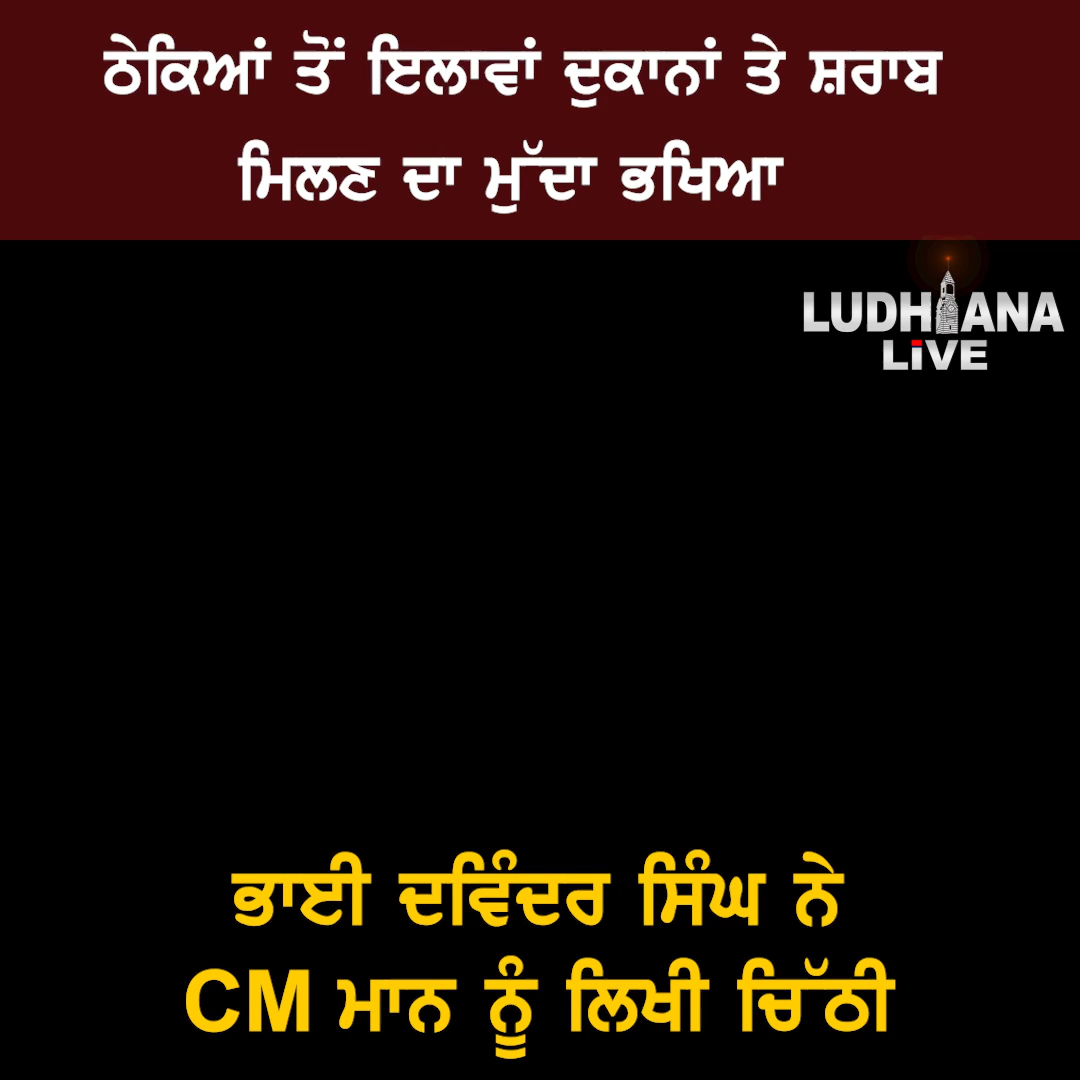 ਠੇਕਿਆਂ ਤੋਂ ਇਲਾਵਾਂ ਦੁਕਾਨਾਂ ਤੇ ਸ਼ਰਾਬ
ਮਿਲਣ ਦਾ ਮੁੱਦਾ ਭਖਿਆ
LUDHIANA
LiVE
ਭਾਈ ਦਵਿੰਦਰ ਸਿੰਘ ਨੇ
CM ਮਾਨ ਨੂੰ ਲਿਖੀ ਚਿੱਠੀ